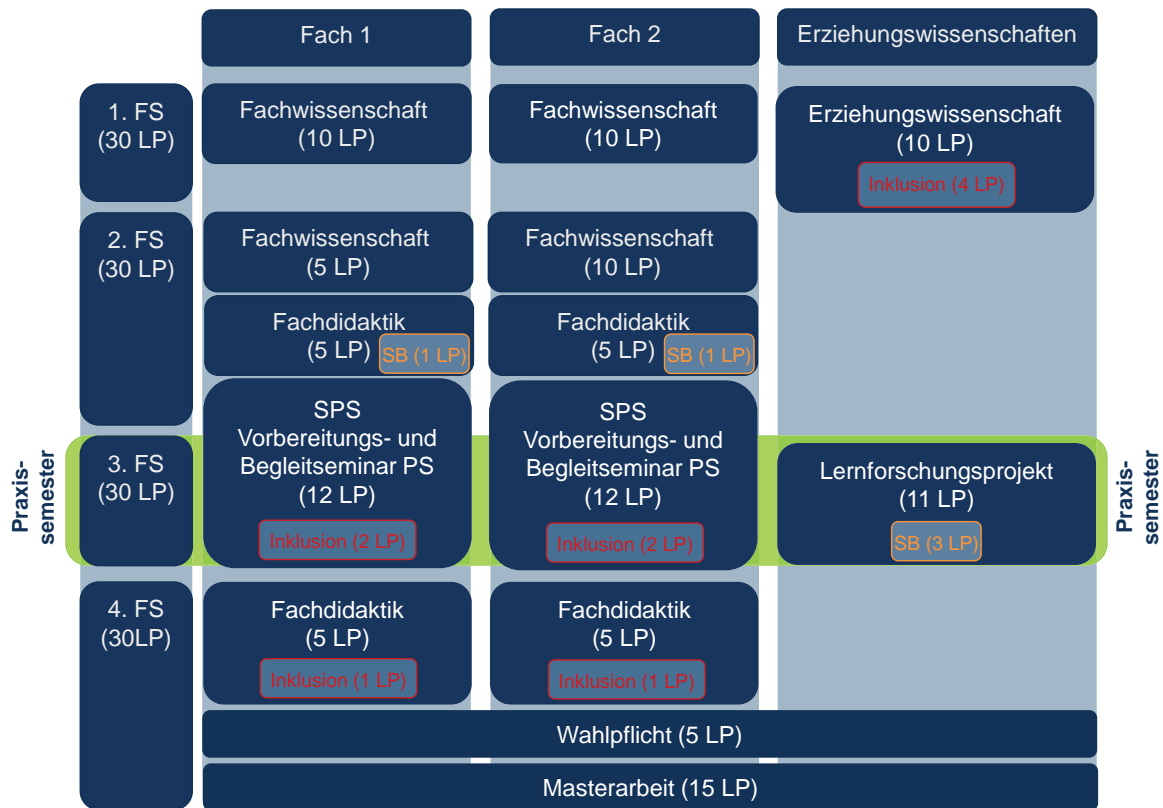 Fach 1
Fach 2
Erziehungswissenschaften
1. FS
(30 LP)
Fachwissenschaft
(10 LP)
Fachwissenschaft
(10 LP)
Erziehungswissenschaft
(10 LP)
Inklusion (4 LP)
2. FS
(30 LP)
Fachwissenschaft
(5 LP)
Fachwissenschaft
(10 LP)
Fachdidaktik
(5 LP)
SB (1 LP)
Fachdidaktik
(5 LP)
SB (1 LP)
Praxis-
semester
3. FS
(30 LP)
SPS
Vorbereitungs- und
Begleitseminar PS
(12 LP)
Inklusion (2 LP)
SPS
Vorbereitungs- und
Begleitseminar PS
(12 LP)
Inklusion (2 LP)
Lernforschungsprojekt
(11 LP)
SB (3 LP)
Praxis-
semester
4. FS
(30LP)
Fachdidaktik
(5 LP)
Inklusion (1 LP)
Fachdidaktik
(5 LP)
Inklusion (1 LP)
Wahlpflicht (5 LP)
Masterarbeit (15 LP)